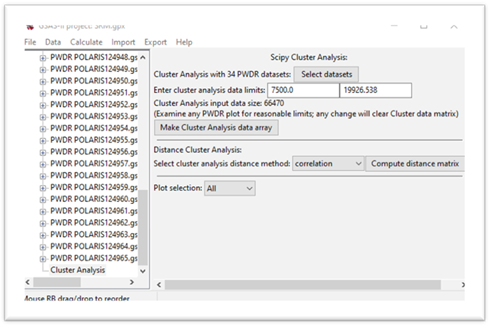 GSAS-II project: SrM.gpx
File Data Calculate Import Export Help
PWDR POLARIS124948.gs
PWDR POLARIS124949.gs
PWDR POLARIS124950.gs
PWDR POLARIS124951.gs
PWDR POLARIS124952.gs
PWDR POLARIS124953.gs
PWDR POLARIS124954.gs
PWDR POLARIS124955.gs
PWDR POLARIS124956.gs
PWDR POLARIS124957.gs
PWDR POLARIS124958.gs
PWDR POLARIS124959.gs
PWDR POLARIS124960.gs
PWDR POLARIS124961.gs
PWDR POLARIS124962.gs
PWDR POLARIS124963.gs
PWDR POLARIS124964.gs
PWDR POLARIS124965.gs
Cluster Analysis
Mouse RB drag/drop to reorder
Scipy Cluster Analysis:
Cluster Analysis with 34 PWDR datasets: Select datasets
Enter cluster analysis data limits: 7500.0 19926.538
Cluster Analysis input data size: 66470
(Examine any PWDR plot for reasonable limits; any change will clear Cluster data matrix)
Make Cluster Analysis data array
Distance Cluster Analysis:
Select cluster analysis distance method: correlation Compute distance matrix
Plot selection: All